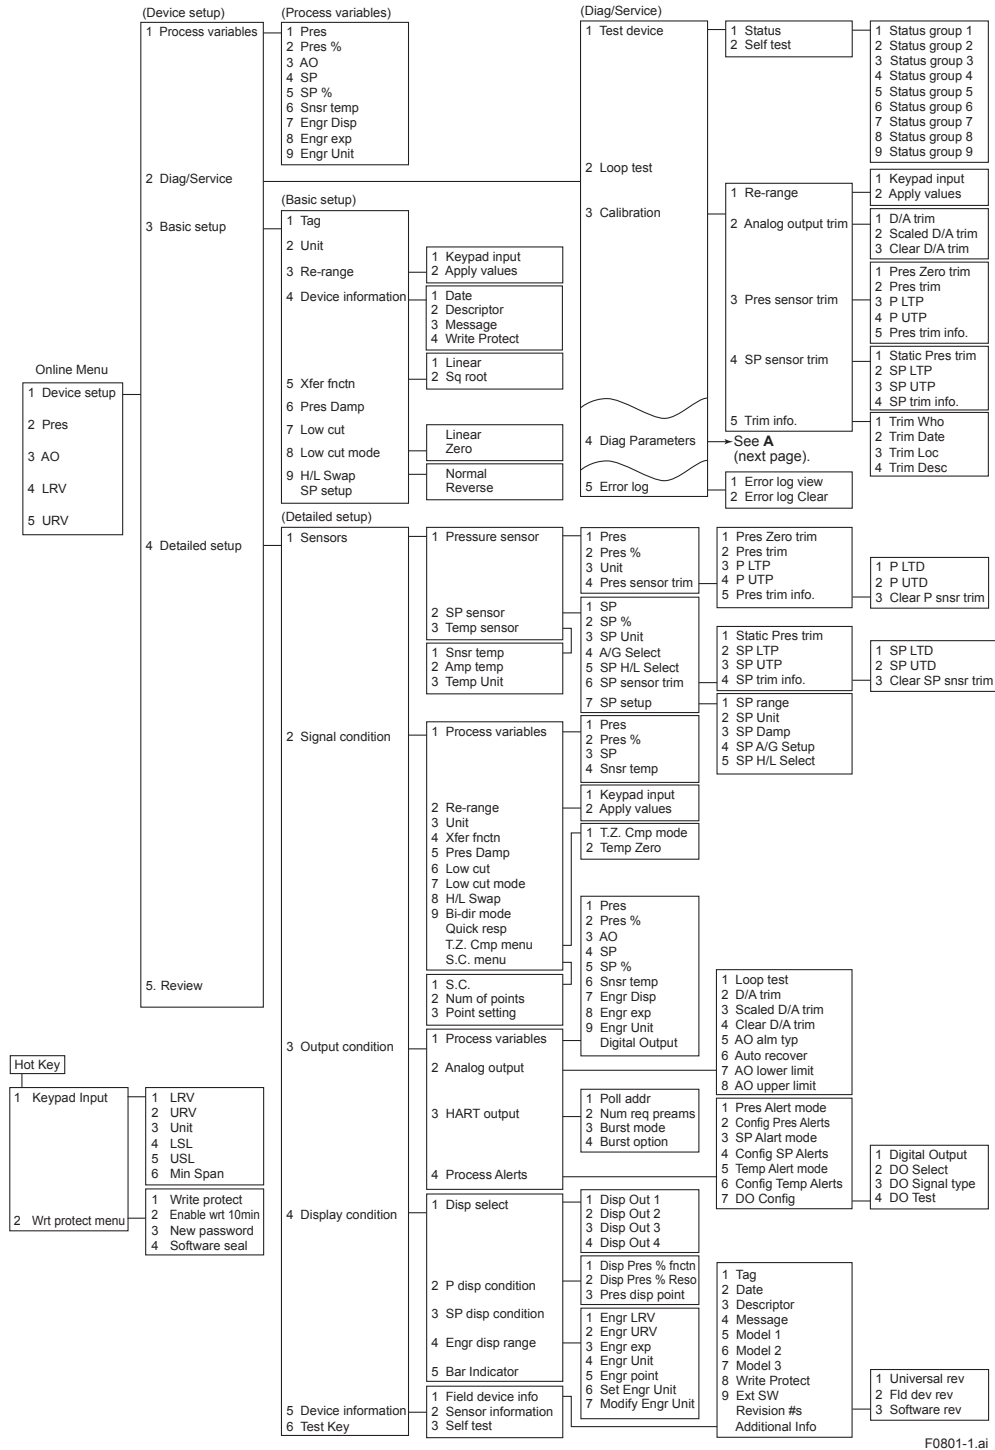 Online Menu
1 Device setup
2 Pres
3 AO
4 LRV
5 URV
Hot Key
1 Keypad Input
2 Wrt protect menu
1 LRV
2 URV
3 Unit
4 LSL
5 USL
6 Min Span
1 Write protect
2 Enable wrt 10min
3 New password
4 Software seal
(Device setup)
1 Process variables
2 Diag/Service
3 Basic setup
4 Detailed setup
5. Review
(Process variables)
1 Pres
2 Pres %
3 AO
4 SP
5 SP %
6 Snsr temp
7 Engr Disp
8 Engr exp
9 Engr Unit
(Basic setup)
1 Tag
2 Unit
3 Re-range
4 Device information
5 Xfer fnctn
6 Pres Damp
7 Low cut
8 Low cut mode
9 H/L Swap
SP setup
1 Keypad input
2 Apply values
1 Date
2 Descriptor
3 Message
4 Write Protect
1 Linear
2 Sq root
Linear
Zero
Normal
Reverse
(Diag/Service)
1 Test device
2 Loop test
3 Calibration
4 Diag Parameters
See A
(next page).
5 Error log
1 Status
2 Self test
1 Status group 1
2 Status group 2
3 Status group 3
4 Status group 4
5 Status group 5
6 Status group 6
7 Status group 7
8 Status group 8
9 Status group 9
1 Re-range
2 Analog output trim
3 Pres sensor trim
4 SP sensor trim
5 Trim info.
1 Keypad input
2 Apply values
1 D/A trim
2 Scaled D/A trim
3 Clear D/A trim
1 Pres Zero trim
2 Pres trim
3 P LTP
4 P UTP
5 Pres trim info.
1 Static Pres trim
2 SP LTP
3 SP UTP
4 SP trim info.
1 Trim Who
2 Trim Date
3 Trim Loc
4 Trim Desc
1 Error log view
2 Error log Clear
(Detailed setup)
1 Sensors
2 Signal condition
3 Output condition
4 Display condition
5 Device information
6 Test Key
1 Pressure sensor
2 SP sensor
3 Temp sensor
1 Snsr temp
2 Amp temp
3 Temp Unit
1 Pres
2 Pres %
3 Unit
4 Pres sensor trim
1 Pres Zero trim
2 Pres trim
3 P LTP
4 P UTP
5 Pres trim info.
1 P LTD
2 P UTD
3 Clear P snsr trim
1 SP
2 SP %
3 SP Unit
4 A/G Select
5 SP H/L Select
6 SP sensor trim
7 SP setup
1 Static Pres trim
2 SP LTP
3 SP UTP
4 SP trim info.
1 SP LTD
2 SP UTD
3 Clear SP snsr trim
1 SP range
2 SP Unit
3 SP Damp
4 SP A/G Setup
5 SP H/L Select
1 Process variables
2 Re-range
3 Unit
4 Xfer fnctn
5 Pres Damp
6 Low cut
7 Low cut mode
8 H/L Swap
9 Bi-dir mode
Quick resp
T.Z. Cmp menu
S.C. menu
1 S.C.
2 Num of points
3 Point setting
1 Pres
2 Pres %
3 SP
4 Snsr temp
1 Keypad input
2 Apply values
1 T.Z. Cmp mode
2 Temp Zero
1 Process variables
2 Analog output
3 HART output
4 Process Alerts
1 Pres
2 Pres %
3 AO
4 SP
5 SP %
6 Snsr temp
7 Engr Disp
8 Engr exp
9 Engr Unit
Digital Output
1 Loop test
2 D/A trim
3 Scaled D/A trim
4 Clear D/A trim
5 AO alm typ
6 Auto recover
7 AO lower limit
8 AO upper limit
1 Poll addr
2 Num req preams
3 Burst mode
4 Burst option
1 Pres Alert mode
2 Config Pres Alerts
3 SP Alart mode
4 Config SP Alerts
5 Temp Alert mode
6 Config Temp Alerts
7 DO Config
1 Digital Output
2 DO Select
3 DO Signal type
4 DO Test
1 Disp select
2 P disp condition
3 SP disp condition
4 Engr disp range
5 Bar Indicator
1 Disp Out 1
2 Disp Out 2
3 Disp Out 3
4 Disp Out 4
1 Disp Pres % fnctn
2 Disp Pres % Reso
3 Pres disp point
1 Engr LRV
2 Engr URV
3 Engr exp
4 Engr Unit
5 Engr point
6 Set Engr Unit
7 Modify Engr Unit
1 Field device info
2 Sensor information
3 Self test
1 Tag
2 Date
3 Descriptor
4 Message
5 Model 1
6 Model 2
7 Model 3
8 Write Protect
9 Ext SW
Revision #s
Additional Info
1 Universal rev
2 Fld dev rev
3 Software rev
F0801-1.ai